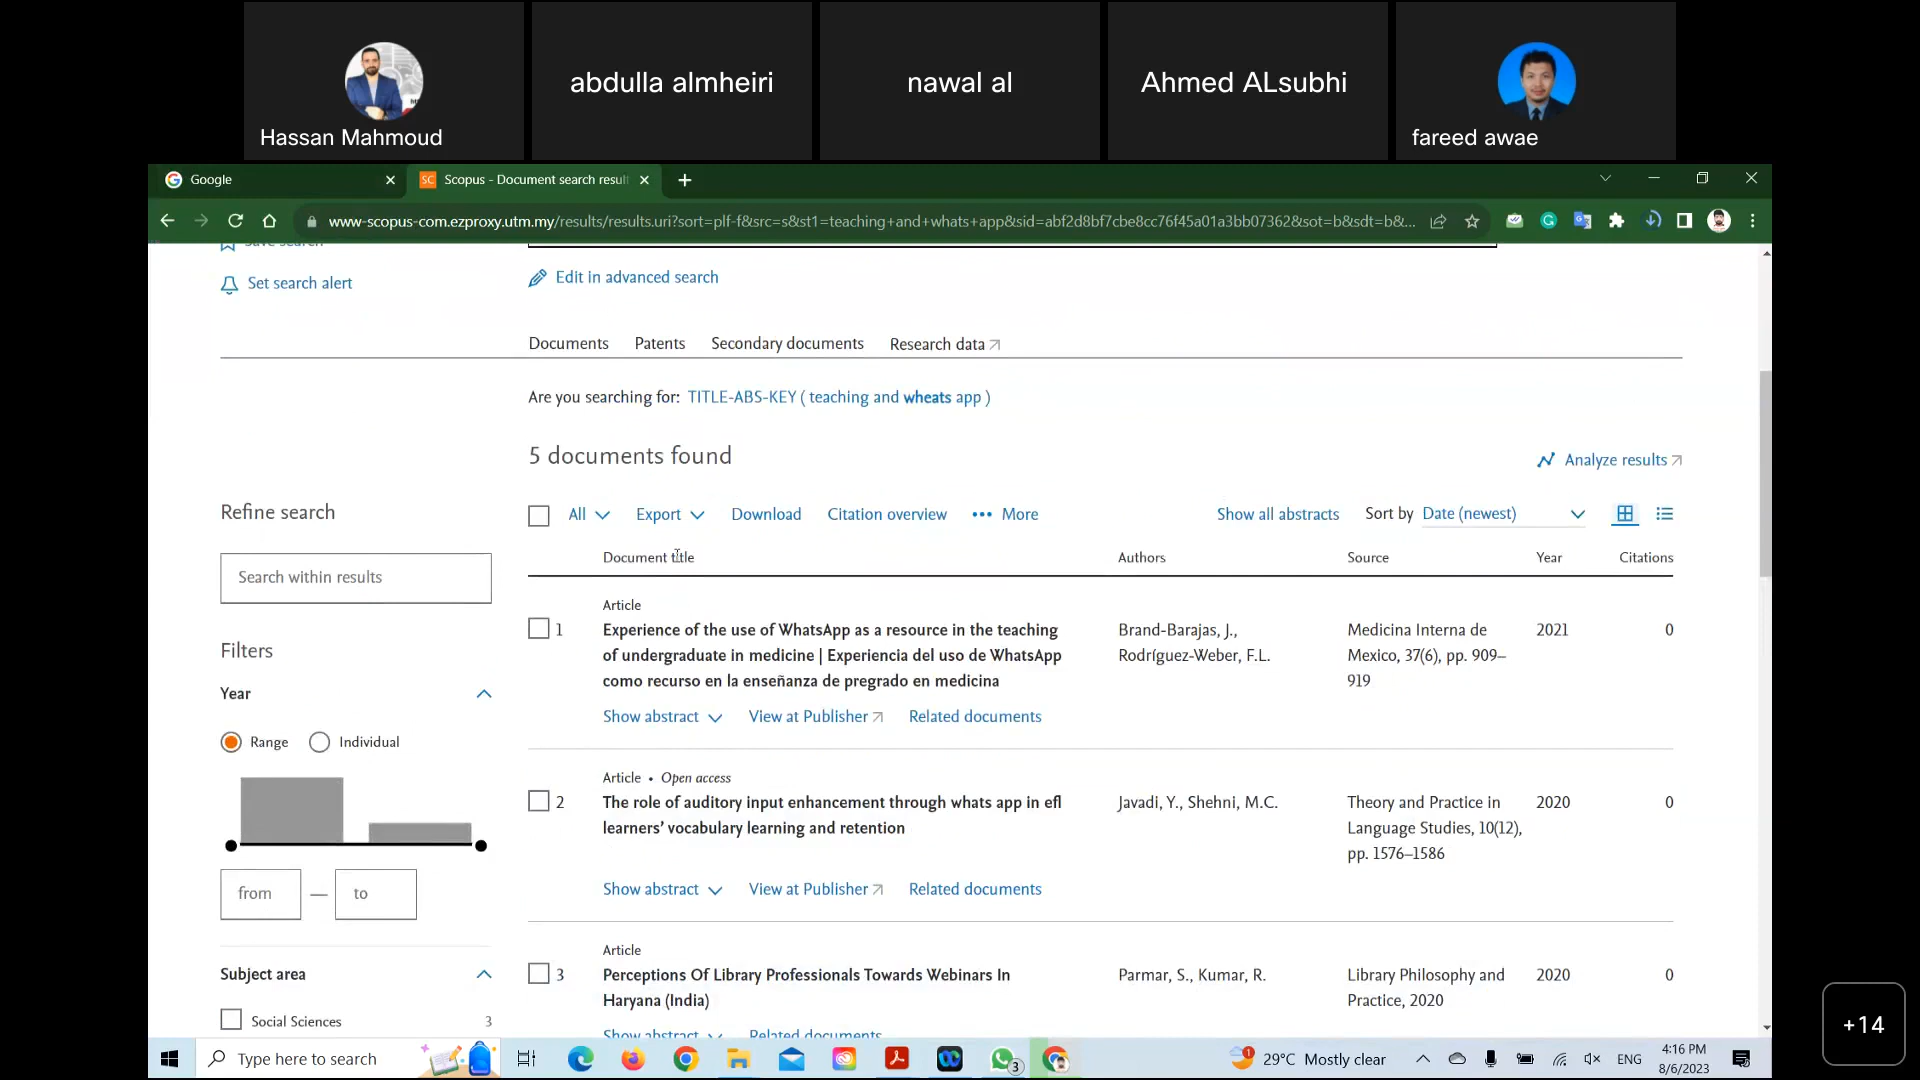 Hassan Mahmoud
abdulla almheiri
nawal al
Ahmed ALsubhi
fareed awae
Google
Scopus - Document search result
www-scopus-com.ezproxy.utm.my/results/results.uri?sort=plf-f&src=s&st1=teaching+and+whats+app&sid=abf2d8bf7cbe8cc76f45a01a3bb07362&sot=b&sdt=b&...
Save search
Set search alert
Edit in advanced search
Documents Patents Secondary documents Research data
Are you searching for: TITLE-ABS-KEY ( teaching and wheats app )
5 documents found
Analyze results
Refine search
All Export Download Citation overview ••• More Show all abstracts Sort by Date (newest)
Document title Authors Source Year Citations
Search within results
Article
1 Experience of the use of WhatsApp as a resource in the teaching Brand-Barajas, J., Medicina Interna de 2021 0
of undergraduate in medicine | Experiencia del uso de WhatsApp Rodríguez-Weber, F.L. Mexico, 37(6), pp. 909–
como recurso en la enseñanza de pregrado en medicina 919
Show abstract View at Publisher Related documents
Filters
Year
Range Individual
from — to
Article • Open access
2 The role of auditory input enhancement through whats app in efl Javadi, Y., Shehni, M.C. Theory and Practice in 2020 0
learners’ vocabulary learning and retention Language Studies, 10(12),
pp. 1576–1586
Show abstract View at Publisher Related documents
Article
3 Perceptions Of Library Professionals Towards Webinars In Parmar, S., Kumar, R. Library Philosophy and 2020 0
Haryana (India) Practice, 2020
Show abstract Related documents
Subject area
Social Sciences 3
+14
Type here to search
3
1
29°C Mostly clear
ENG
4:16 PM
8/6/2023